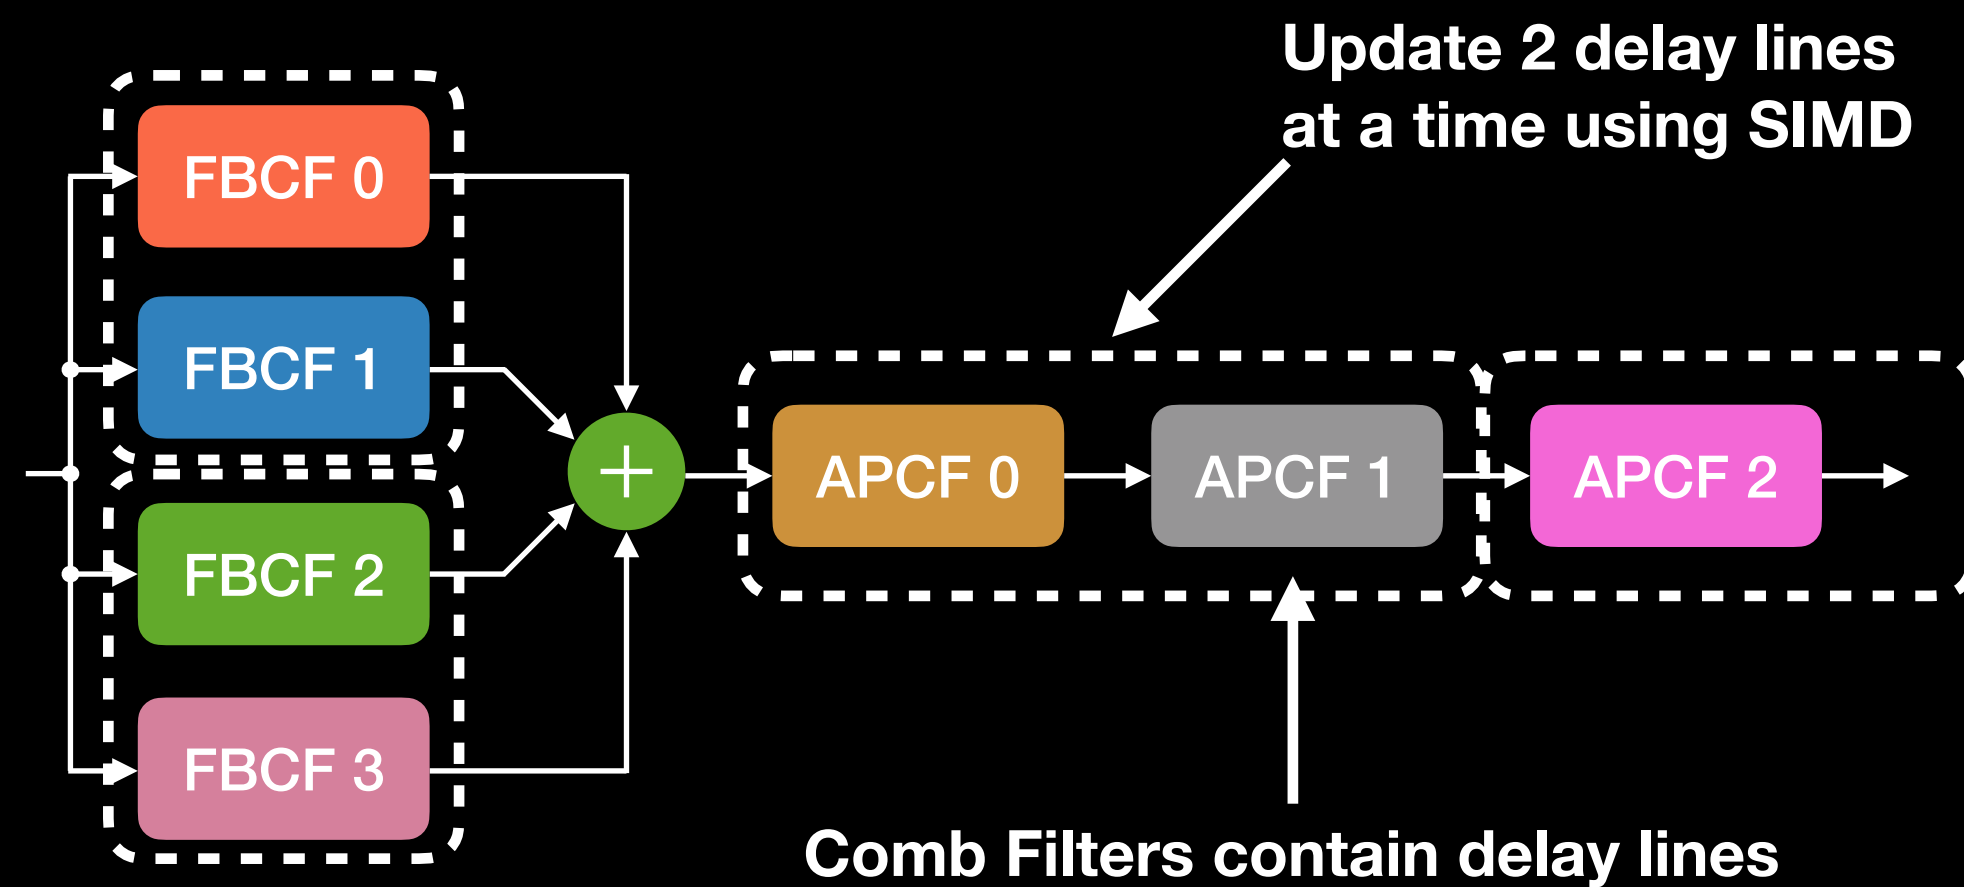 Update 2 delay lines
at a time using SIMD
FBCF 0
FBCF 1
FBCF 2
FBCF 3
+
APCF 0
APCF 1
APCF 2
Comb Filters contain delay lines